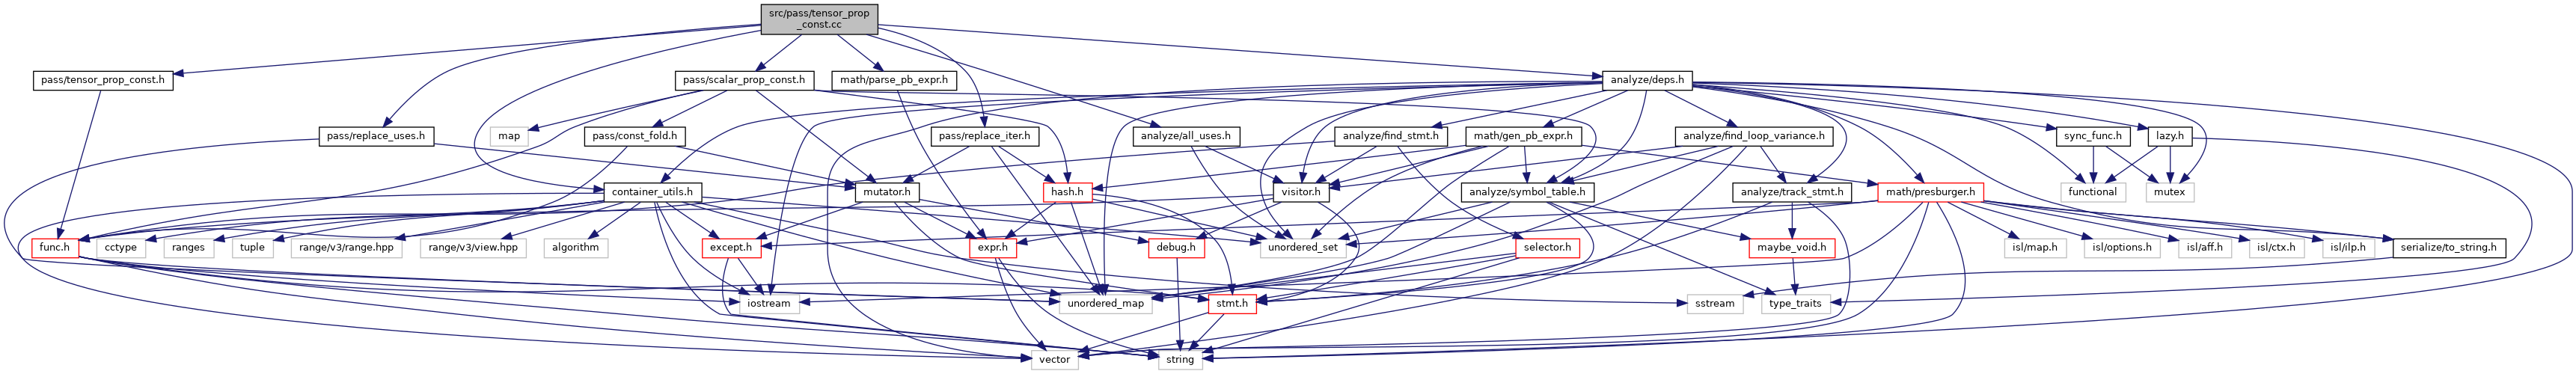 src/pass/tensor_prop
_const.cc
pass/tensor_prop_const.h
pass/scalar_prop_const.h
math/parse_pb_expr.h
analyze/deps.h
pass/replace_uses.h
map
pass/const_fold.h
analyze/all_uses.h
pass/replace_iter.h
analyze/find_stmt.h
math/gen_pb_expr.h
analyze/find_loop_variance.h
sync_func.h
lazy.h
container_utils.h
mutator.h
hash.h
visitor.h
analyze/symbol_table.h
analyze/track_stmt.h
math/presburger.h
functional
mutex
func.h
cctype
ranges
tuple
range/v3/range.hpp
range/v3/view.hpp
algorithm
except.h
expr.h
debug.h
unordered_set
selector.h
maybe_void.h
isl/map.h
isl/options.h
isl/aff.h
isl/ctx.h
isl/ilp.h
serialize/to_string.h
iostream
unordered_map
stmt.h
sstream
type_traits
vector
string